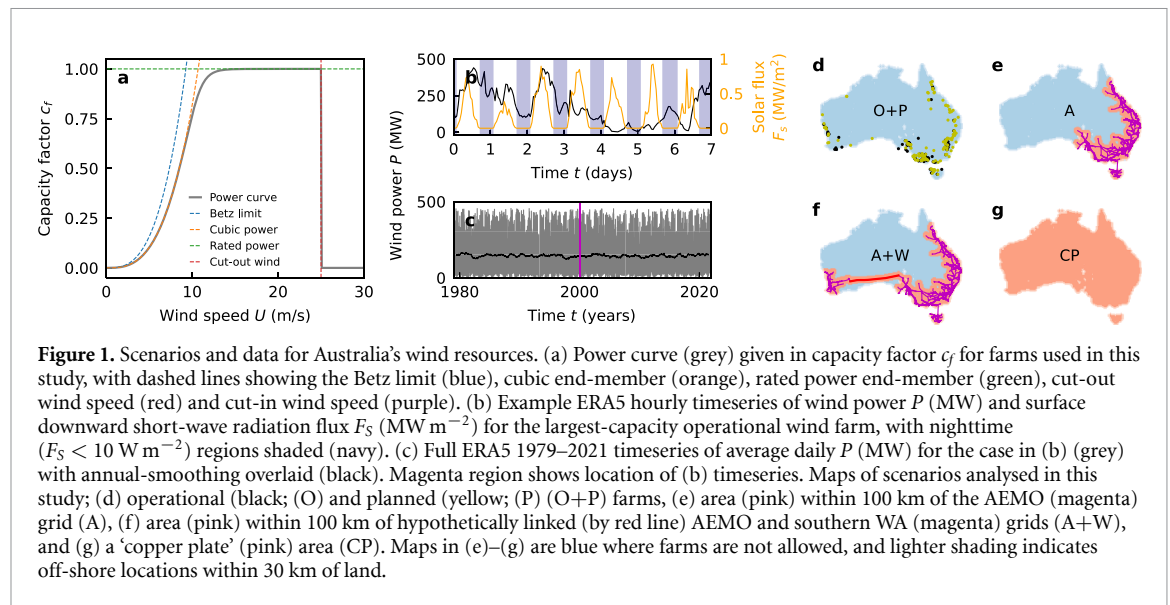 a
1.00
0.75
0.50
0.25
0.00
Capacity factor cf
Power curve
Betz limit
Cubic power
Rated power
Cut-out wind
0 10 20 30
Wind speed U (m/s)
b
500
250
0
1
0.5
0
Solar flux
Fs (MW/m²)
0 1 2 3 4 5 6 7
Time t (days)
Wind power P (MW)
c
500
0
1980 2000 2020
Time t (years)
d
O+P
e
A
f
A+W
g
CP
Figure 1. Scenarios and data for Australia's wind resources. (a) Power curve (grey) given in capacity factor cf for farms used in this
study, with dashed lines showing the Betz limit (blue), cubic end-member (orange), rated power end-member (green), cut-out
wind speed (red) and cut-in wind speed (purple). (b) Example ERA5 hourly timeseries of wind power P (MW) and surface
downward short-wave radiation flux FS (MW m−2) for the largest-capacity operational wind farm, with nighttime
(FS < 10 W m−2) regions shaded (navy). (c) Full ERA5 1979–2021 timeseries of average daily P (MW) for the case in (b) (grey)
with annual-smoothing overlaid (black). Magenta region shows location of (b) timeseries. Maps of scenarios analysed in this
study; (d) operational (black; (O) and planned (yellow; (P) (O+P) farms, (e) area (pink) within 100 km of the AEMO (magenta)
grid (A), (f) area (pink) within 100 km of hypothetically linked (by red line) AEMO and southern WA (magenta) grids (A+W),
and (g) a 'copper plate' (pink) area (CP). Maps in (e)–(g) are blue where farms are not allowed, and lighter shading indicates
off-shore locations within 30 km of land.